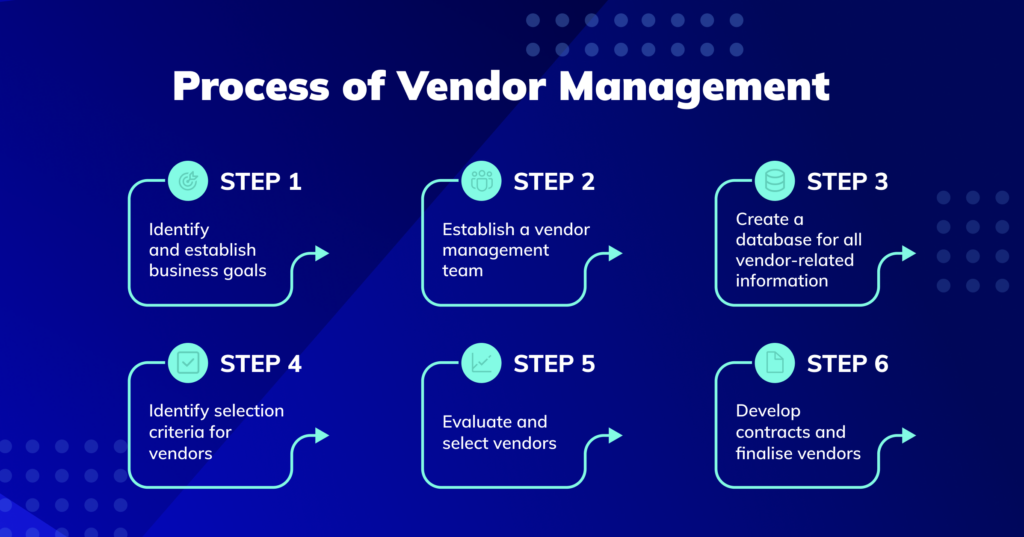 Process of Vendor Management
STEP 1
Identify
and establish
business goals
STEP 2
Establish a vendor
management
team
STEP 3
Create a
database for all
vendor-related
information
STEP 4
Identify selection
criteria for
vendors
STEP 5
Evaluate and
select vendors
STEP 6
Develop
contracts and
finalise vendors